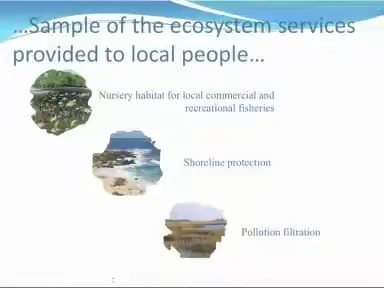 ...Sample of the ecosystem services
provided to local people...
Nursery habitat for local commercial and
recreational fisheries
Shoreline protection
Pollution filtration